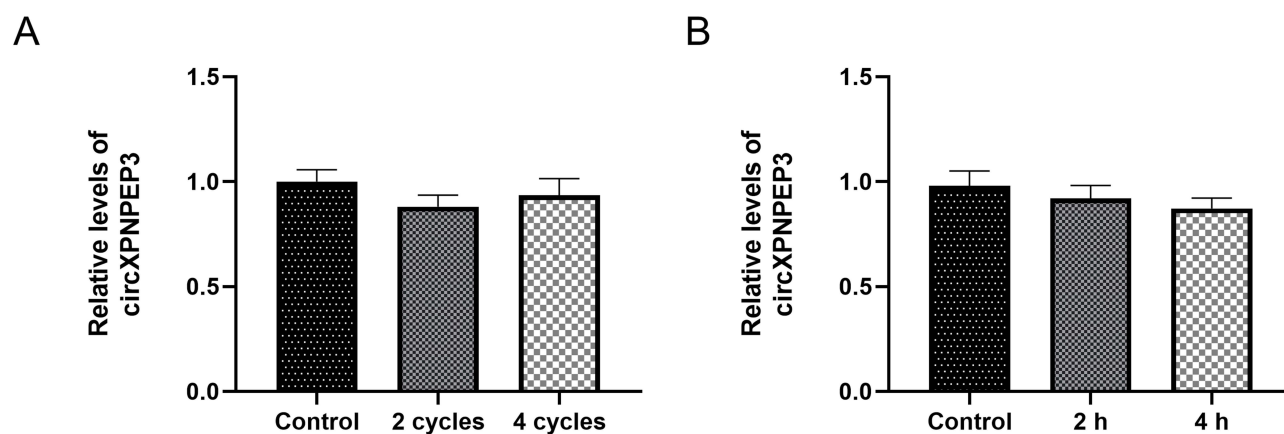 A
Relative levels of
circXPNPEP3
1.5
1.0
0.5
0.0
Control
2 cycles
4 cycles
B
Relative levels of
circXPNPEP3
1.5
1.0
0.5
0.0
Control
2 h
4 h